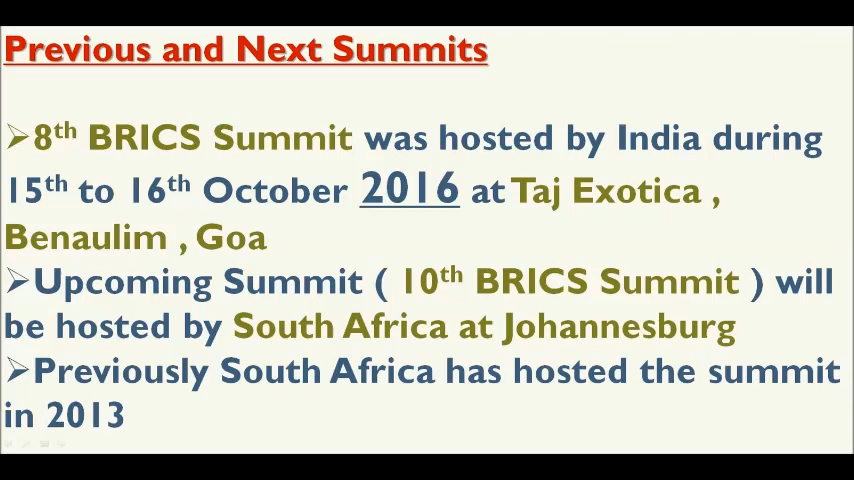 Previous and Next Summits
➢8th BRICS Summit was hosted by India during
15th to 16th October 2016 at Taj Exotica ,
Benaulim , Goa
➢Upcoming Summit ( 10th BRICS Summit ) will
be hosted by South Africa at Johannesburg
➢Previously South Africa has hosted the summit
in 2013